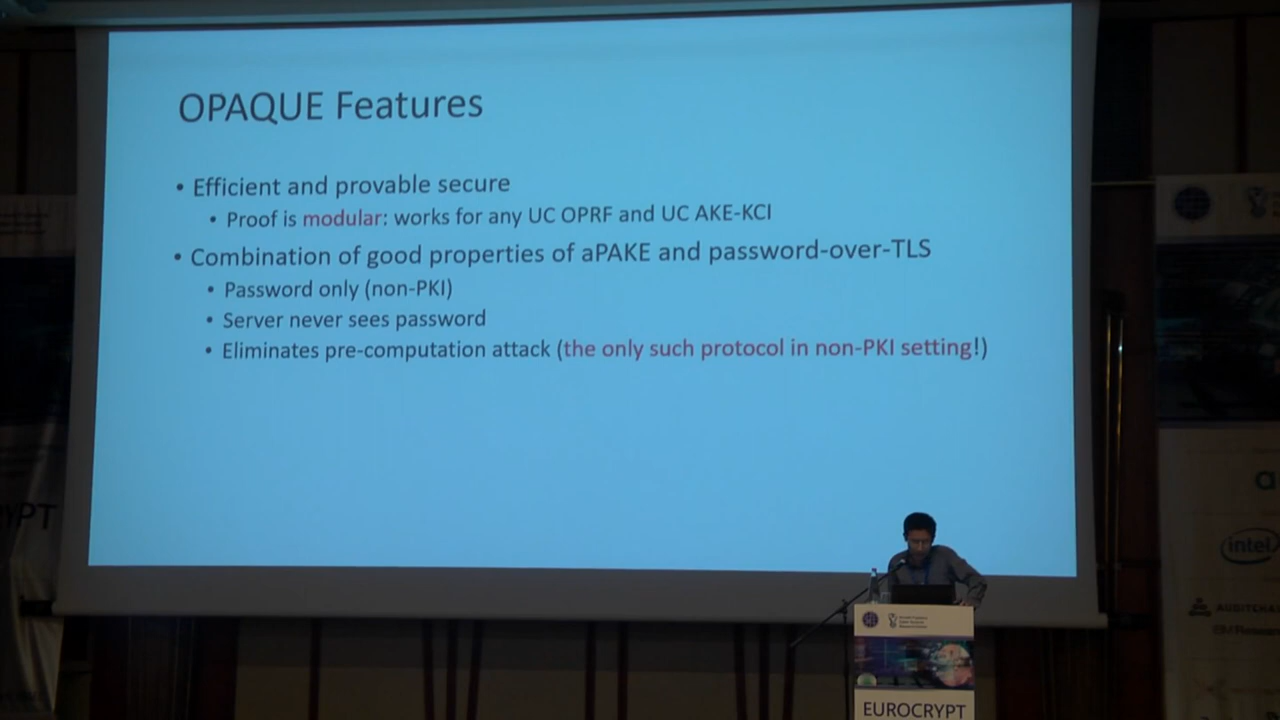 OPAQUE Features
• Efficient and provable secure
• Proof is modular: works for any UC OPRF and UC AKE-KCI
• Combination of good properties of aPAKE and password-over-TLS
• Password only (non-PKI)
• Server never sees password
• Eliminates pre-computation attack (the only such protocol in non-PKI setting!)
YPT
intel
EUROCRYPT